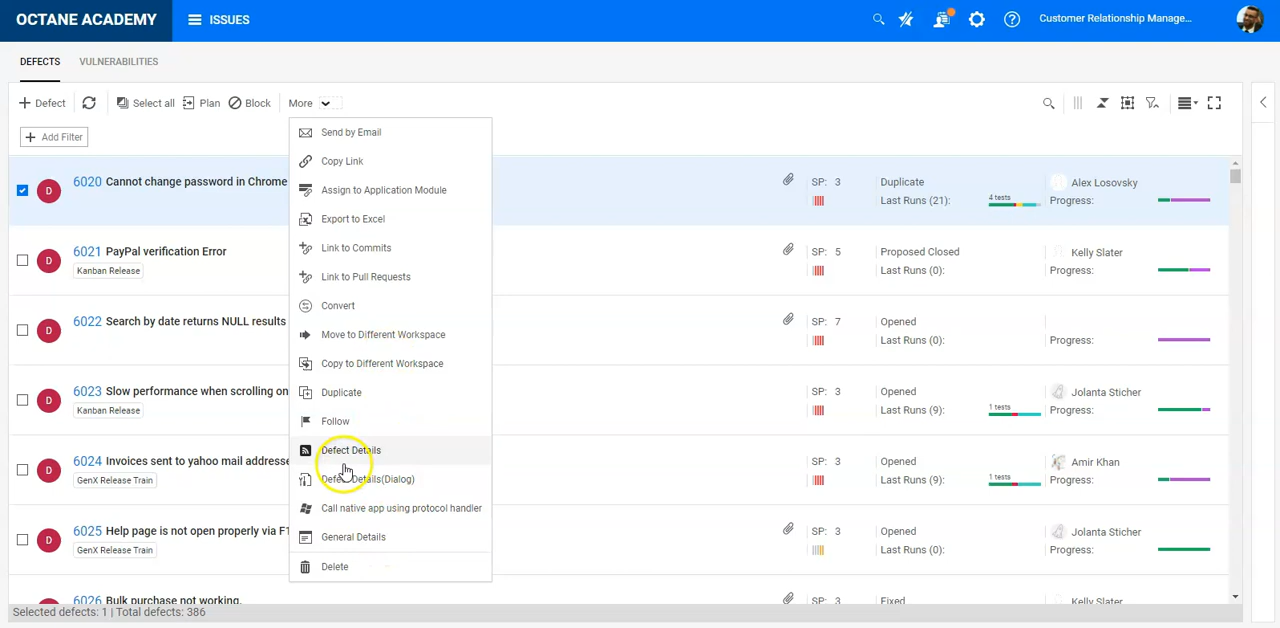 OCTANE ACADEMY ISSUES Customer Relationship Manage...
DEFECTS VULNERABILITIES
Defect Select all Plan Block More
Add Filter
Send by Email
Copy Link
Assign to Application Module
Export to Excel
Link to Commits
Link to Pull Requests
Convert
Move to Different Workspace
Copy to Different Workspace
Duplicate
Follow
Defect Details
Defect Details(Dialog)
Call native app using protocol handler
General Details
Delete
D 6020 Cannot change password in Chrome SP: 3 Duplicate Alex Losovsky
Last Runs (21): 4 tests Progress:
D 6021 PayPal verification Error SP: 5 Proposed Closed Kelly Slater
Kanban Release Last Runs (0): Progress:
D 6022 Search by date returns NULL results SP: 7 Opened
Last Runs (0): Progress:
D 6023 Slow performance when scrolling on SP: 3 Opened Jolanta Sticher
Kanban Release Last Runs (9): 1 tests Progress:
D 6024 Invoices sent to yahoo mail addresse SP: 3 Opened Amir Khan
GenX Release Train Last Runs (9): 1 tests Progress:
D 6025 Help page is not open properly via F1 SP: 3 Opened Jolanta Sticher
GenX Release Train Last Runs (0): Progress:
6026 Bulk purchase not working. SP: 3 Fixed Kelly Slater
Selected defects: 1 | Total defects: 386